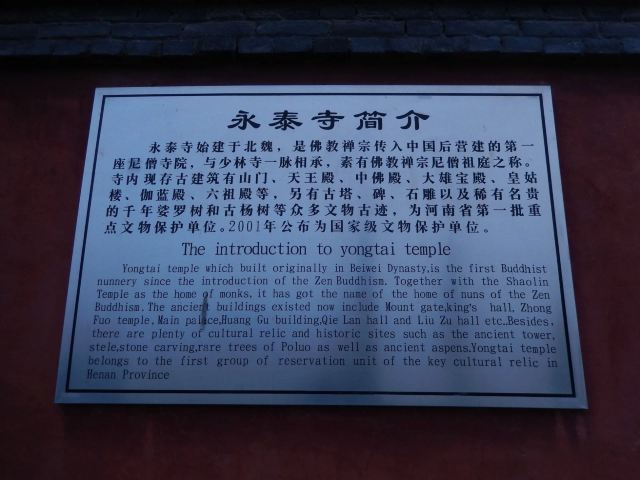 永泰寺简介
永泰寺始建于北魏，是佛教禅宗传入中国后营建的第一
座尼僧寺院，与少林寺一脉相承，素有佛教禅宗尼僧祖庭之称。
寺内现存古建筑有山门、天王殿、中佛殿、大雄宝殿、皇姑
楼、伽蓝殿、六祖殿等，另有古塔、碑、石雕以及稀有名贵
的千年娑罗树和古杨树等众多文物古迹，为河南省第一批重
点文物保护单位。2001年公布为国家级文物保护单位。
The introduction to yongtai temple
Yongtai temple which built originally in Beiwei Dynasty,is the first Buddhist
nunnery since the introduction of the Zen Buddhism. Together with the Shaolin
Temple as the home of monks, it has got the name of the home of nuns of the Zen
Buddhism. The ancient buildings existed now include Mount gate,king's hall, Zhong
Fuo temple, Main palace,Huang Gu building,Qie Lan hall and Liu Zu hall etc.Besides,
there are plenty of cultural relic and historic sites such as the ancient tower,
stele,stone carving,rare trees of Poluo as well as ancient aspens.Yongtai temple
belongs to the first group of reservation unit of the key cultural relic in
Henan Province